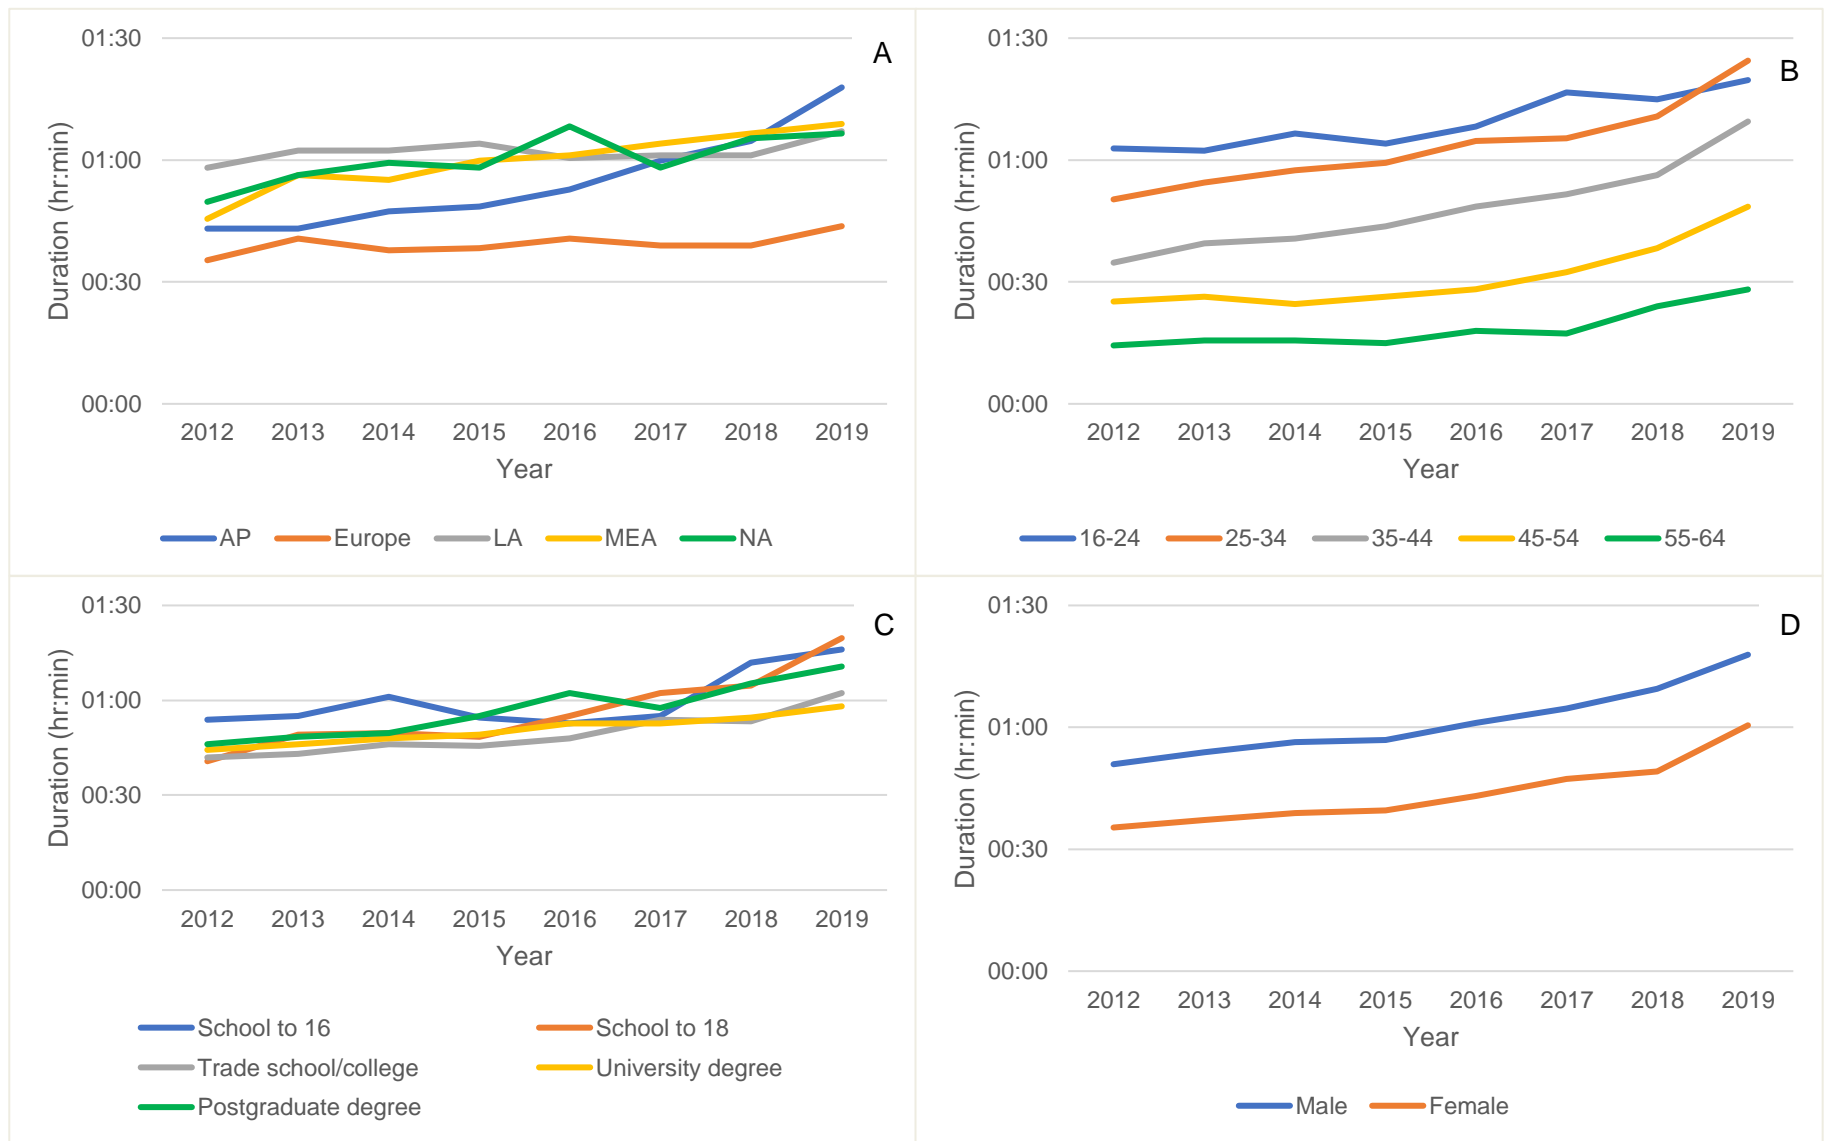 A
01:30
01:00
00:30
00:00
Duration (hr:min)
2012 2013 2014 2015 2016 2017 2018 2019
Year
AP Europe LA MEA NA
B
01:30
01:00
00:30
00:00
Duration (hr:min)
2012 2013 2014 2015 2016 2017 2018 2019
Year
16-24 25-34 35-44 45-54 55-64
C
01:30
01:00
00:30
00:00
Duration (hr:min)
2012 2013 2014 2015 2016 2017 2018 2019
Year
School to 16 School to 18
Trade school/college University degree
Postgraduate degree
D
01:30
01:00
00:30
00:00
Duration (hr:min)
2012 2013 2014 2015 2016 2017 2018 2019
Year
Male Female